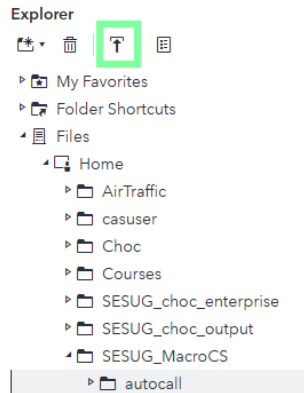 Explorer
My Favorites
Folder Shortcuts
Files
Home
AirTraffic
casuser
Choc
Courses
SESUG_choc_enterprise
SESUG_choc_output
SESUG_MacroCS
autocall